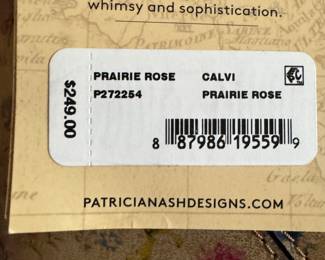 whimsy and sophistication.
$249.00
PRAIRIE ROSE CALVI
P272254 PRAIRIE ROSE
8 87986 19559 9
PATRICIANASHDESIGNS.COM